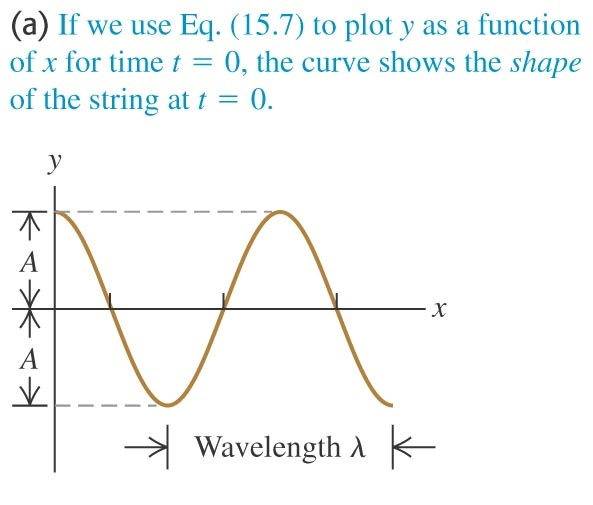 (a) If we use Eq. (15.7) to plot y as a function
of x for time t = 0, the curve shows the shape
of the string at t = 0.
y
A
x
A
Wavelength λ